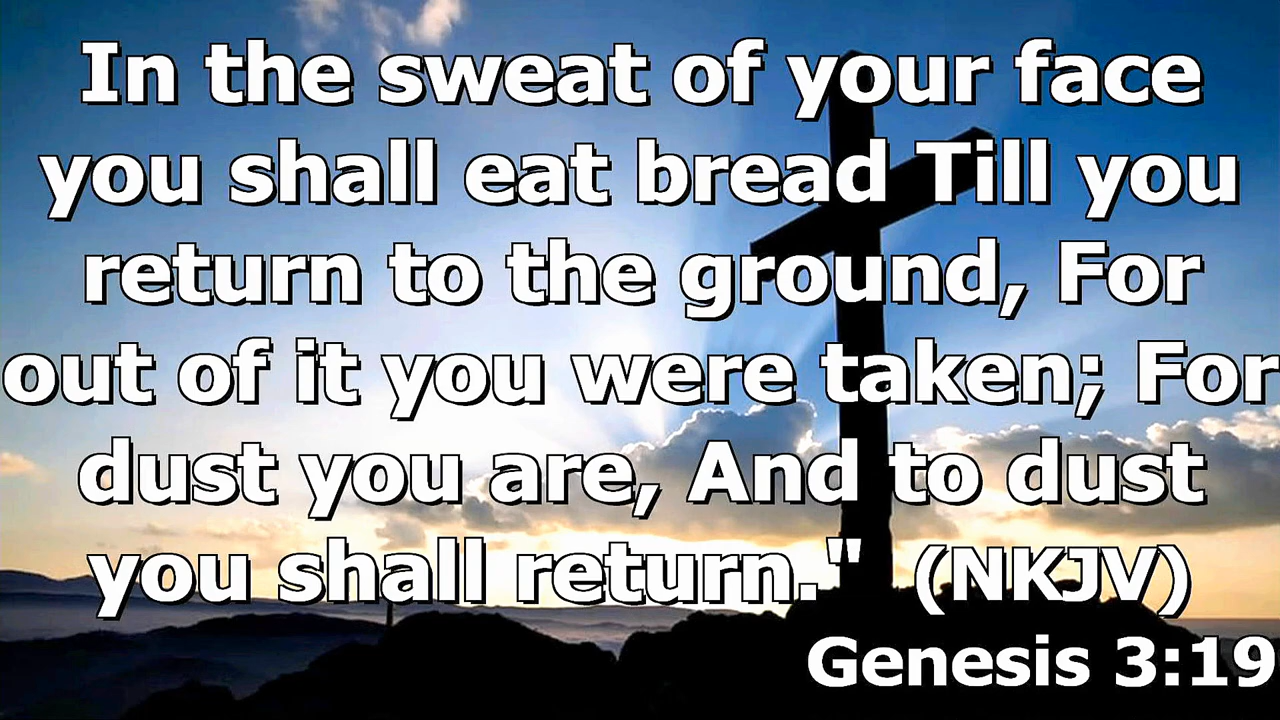 In the sweat of your face
you shall eat bread Till you
return to the ground, For
out of it you were taken; For
dust you are, And to dust
you shall return."  (NKJV)
Genesis 3:19